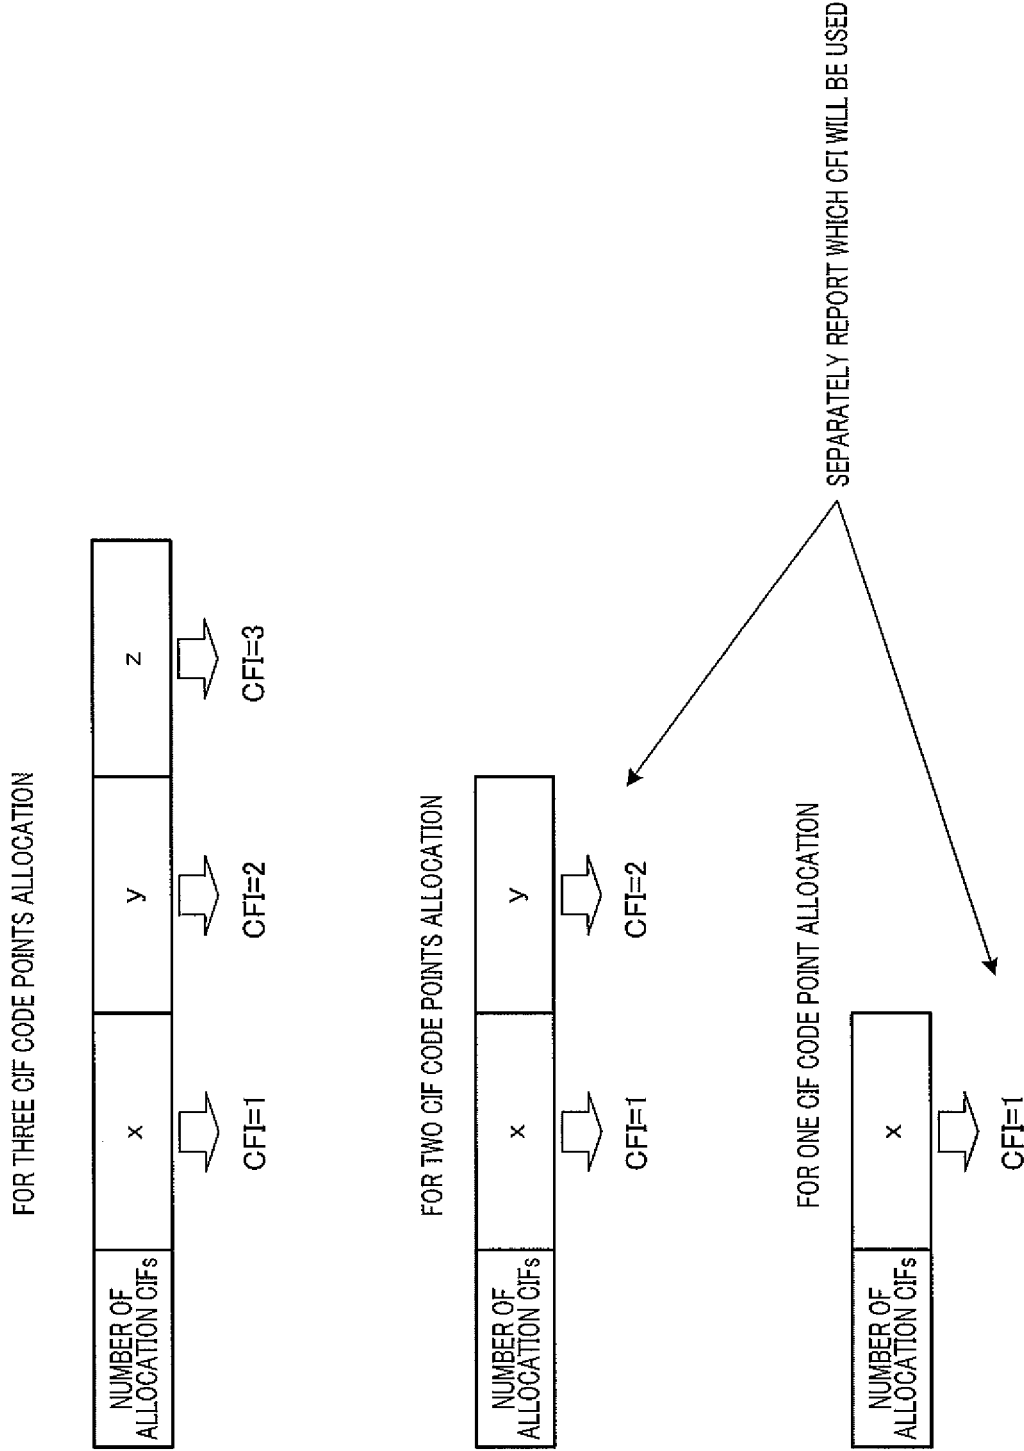 FOR THREE CIF CODE POINTS ALLOCATION
NUMBER OF
ALLOCATION CIFs
x
y
z
CFI=1
CFI=2
CFI=3
FOR TWO CIF CODE POINTS ALLOCATION
NUMBER OF
ALLOCATION CIFs
x
y
CFI=1
CFI=2
FOR ONE CIF CODE POINT ALLOCATION
NUMBER OF
ALLOCATION CIFs
x
CFI=1
SEPARATELY REPORT WHICH CFI WILL BE USED